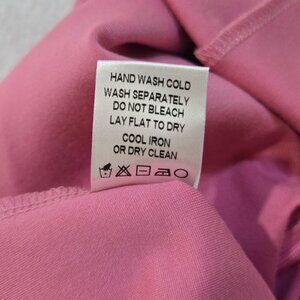 HAND WASH COLD
WASH SEPARATELY
DO NOT BLEACH
LAY FLAT TO DRY
COOL IRON
OR DRY CLEAN